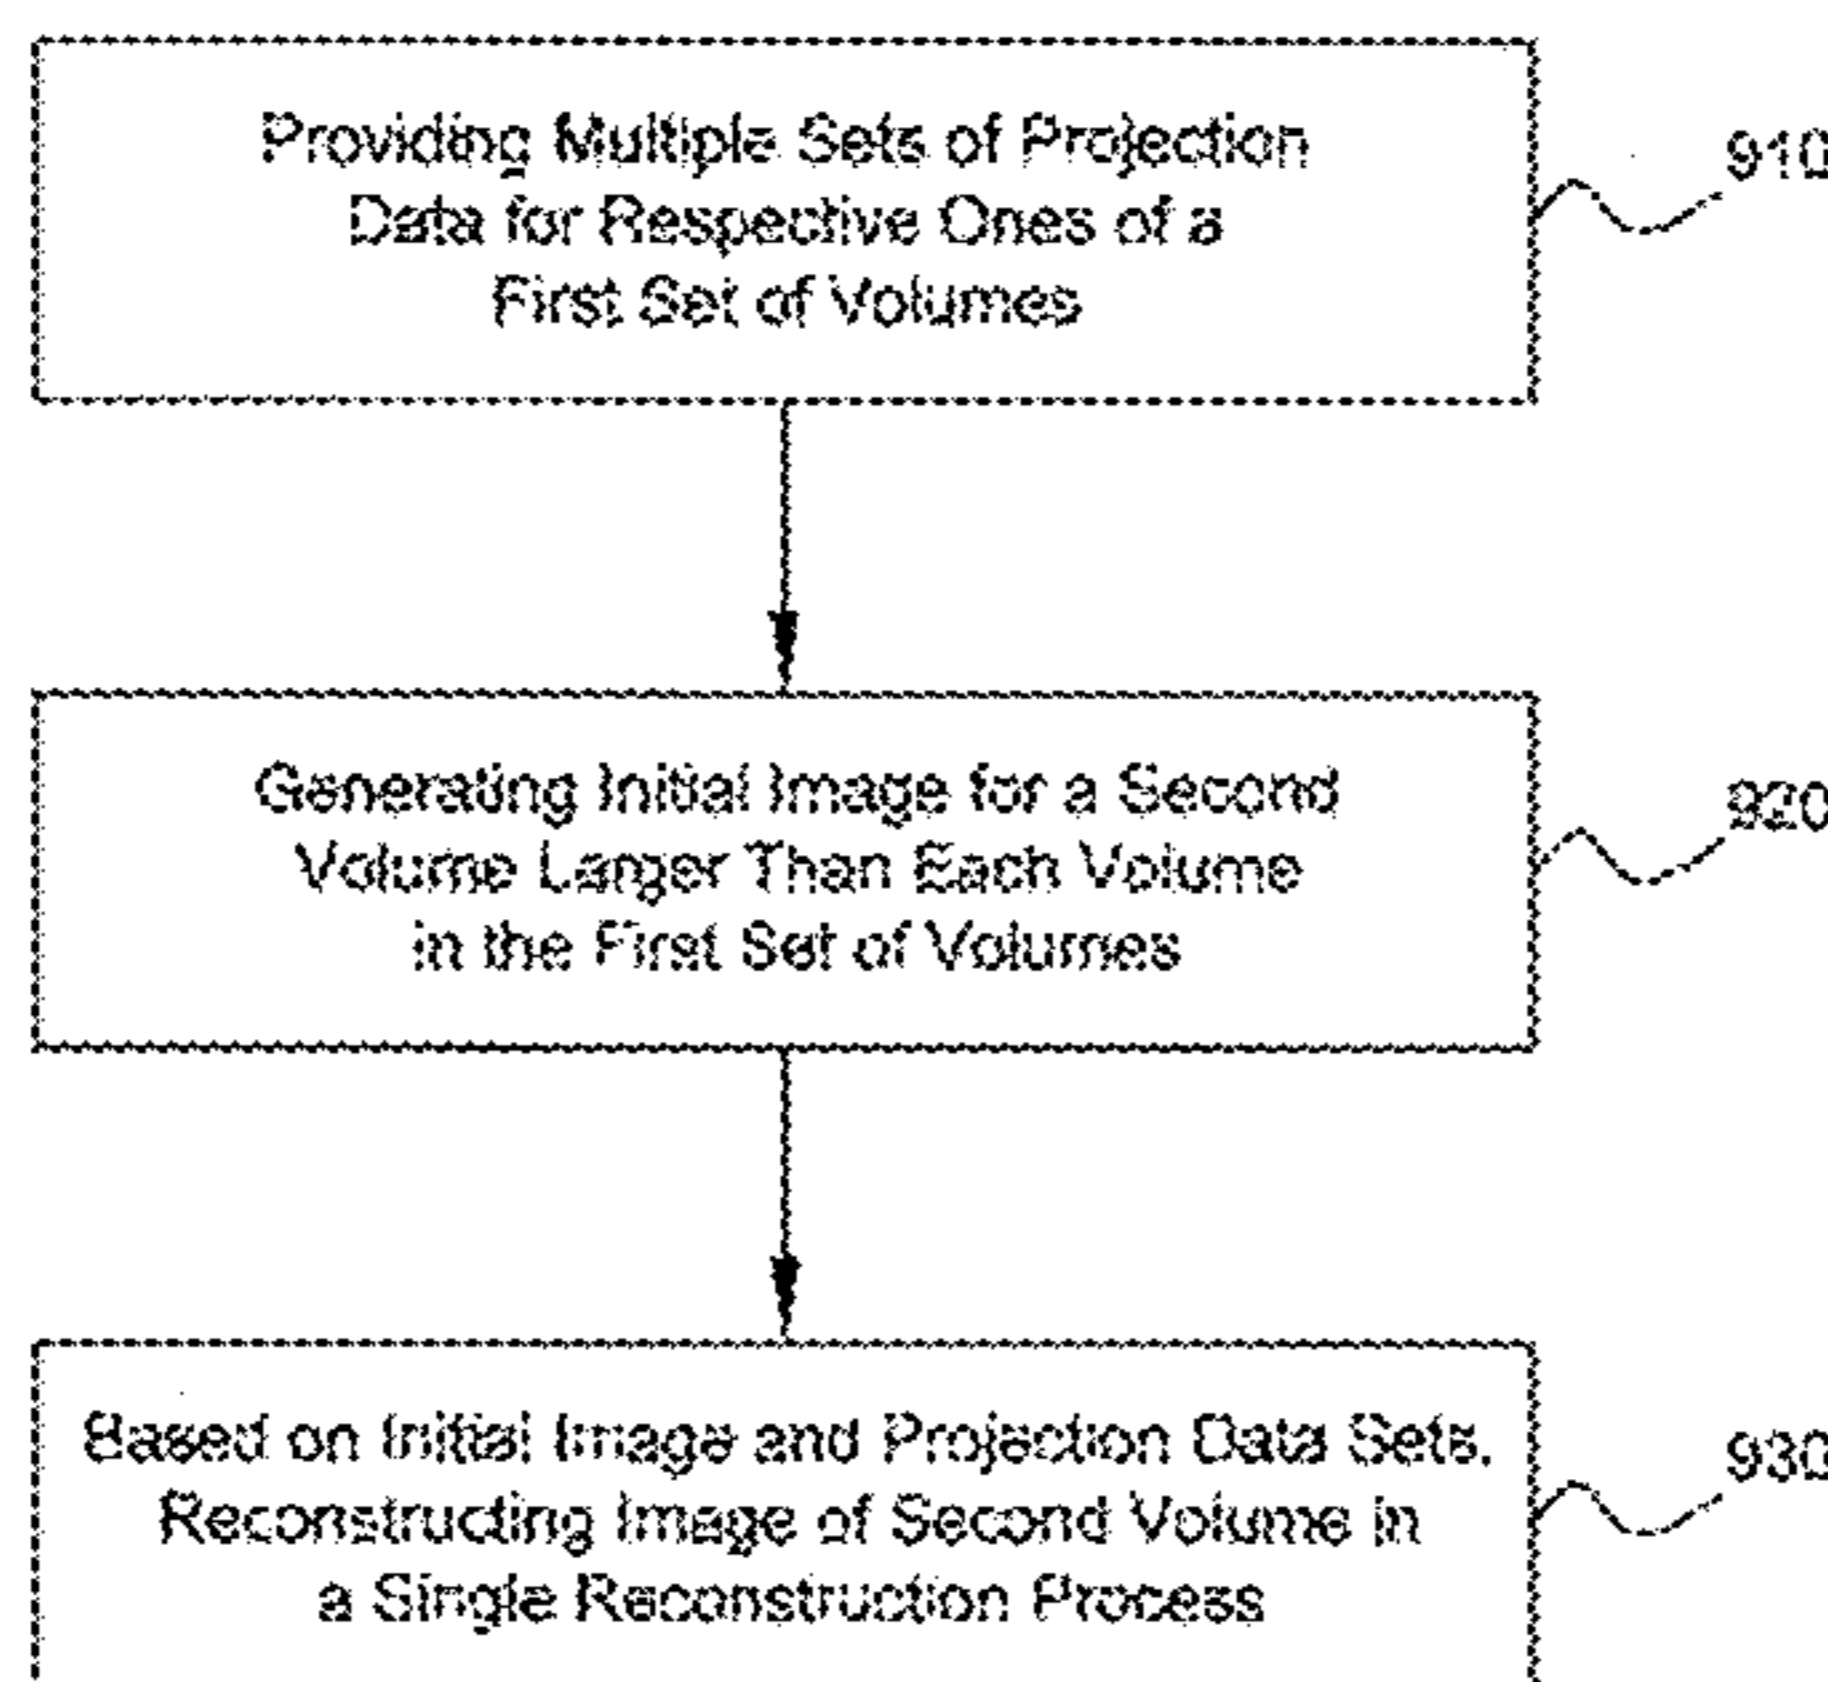 Providing Multiple Sets of Projection
Data for Respective Ones of a
First Set of Volumes
910
Generating Initial Image for a Second
Volume Larger Than Each Volume
in the First Set of Volumes
920
Based on Initial Image and Projection Data Sets,
Reconstructing Image of Second Volume in
a Single Reconstruction Process
930